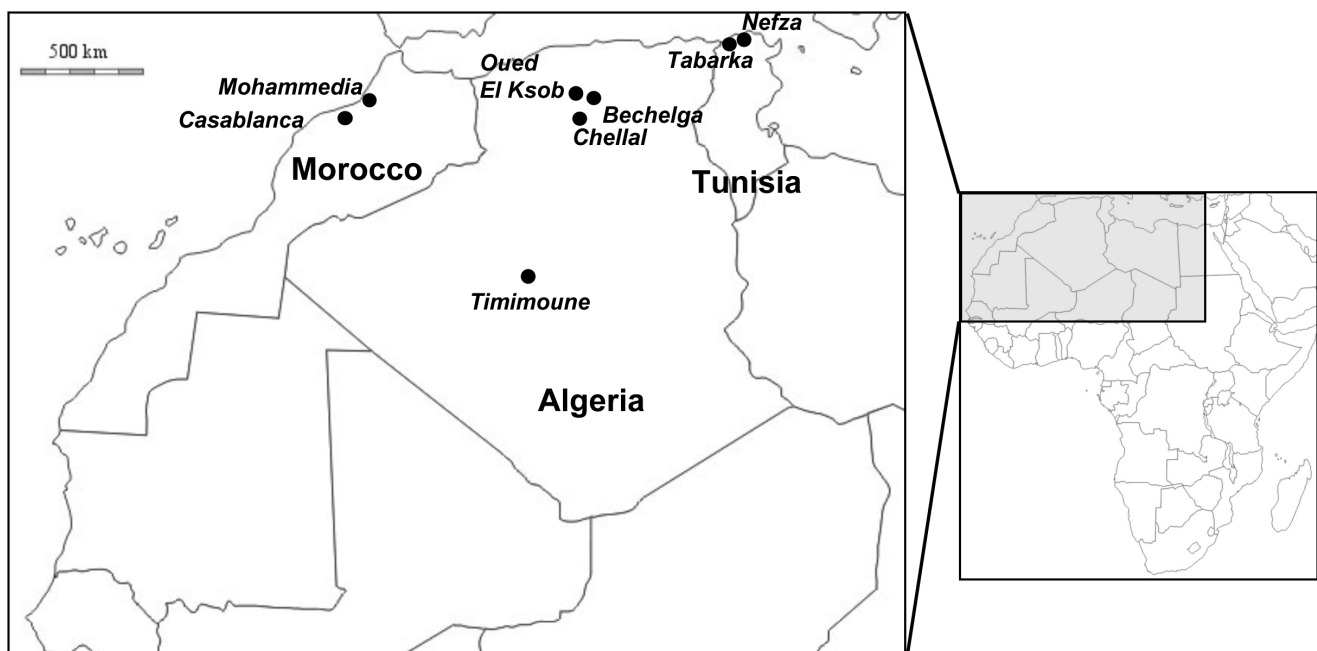 Nefza
500 km
Oued
Tabarka
Mohammedia
El Ksob
Casablanca
Bechelga
Chellal
Morocco
Tunisia
Timimoune
Algeria